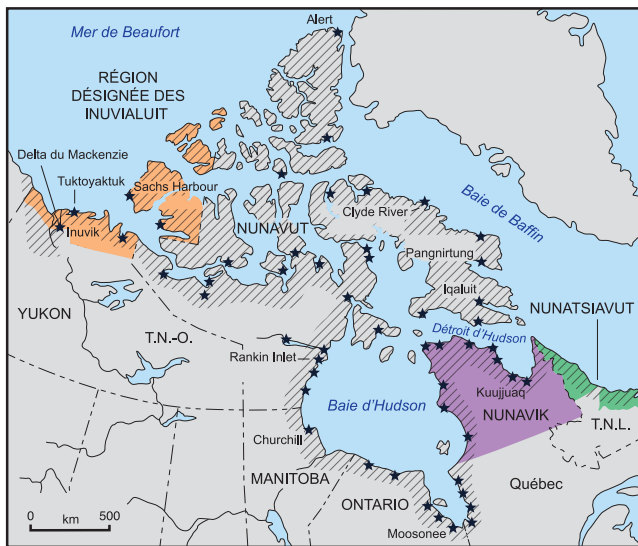 Alert
Mer de Beaufort
RÉGION
DÉSIGNÉE DES
INUVIALUIT
Delta du Mackenzie
Tuktoyaktuk
Sachs Harbour
Baie de Baffin
Clyde River
Inuvik
NUNAVUT
Pangnirtung
Iqaluit
NUNATSIAVUT
YUKON
T.N.-O.
Détroit d'Hudson
Rankin Inlet
Kuujjuaq
Baie d'Hudson
NUNAVIK
T.N.L.
Churchill
MANITOBA
Québec
ONTARIO
0 500
km
Moosonee